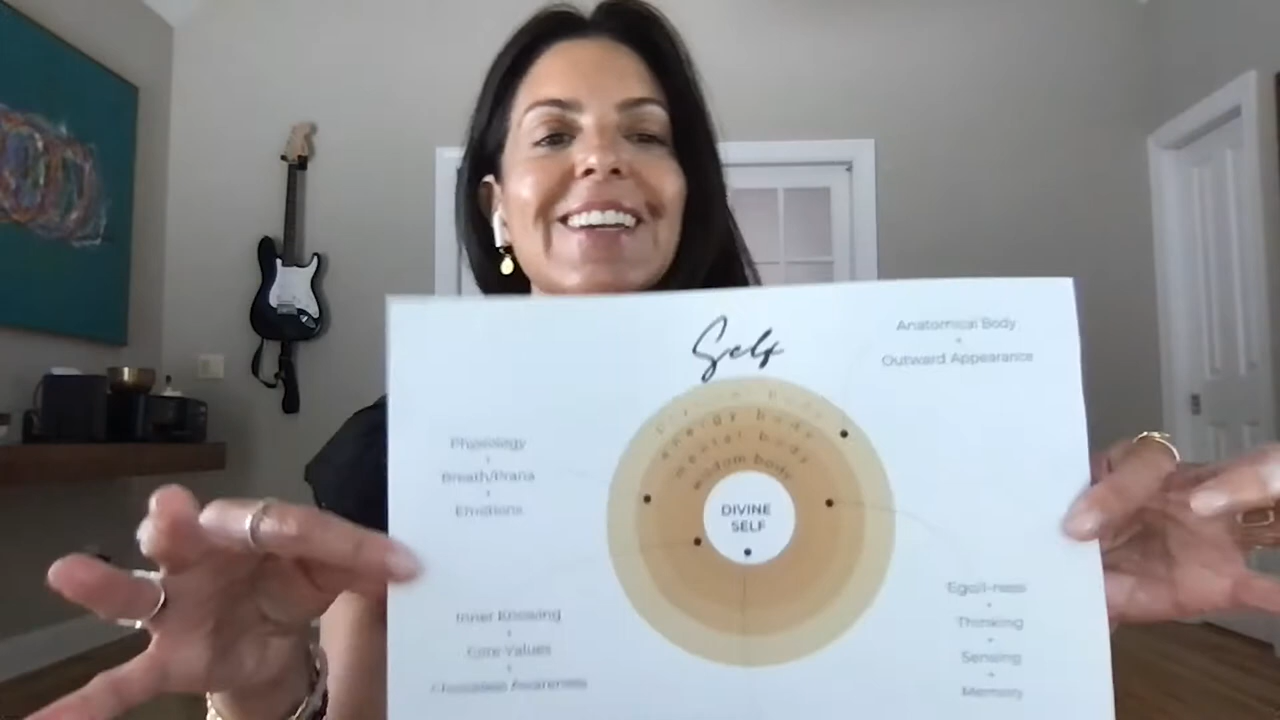 Self
Anatomical Body
+
Outward Appearance
energy body
mental body
wisdom body
DIVINE
SELF
Physiology
+
Breath/Prana
+
Emotions
Inner Knowing
+
Core Values
+
Awareness
Ego/I-ness
+
Thinking
+
Sensing
+
Memory